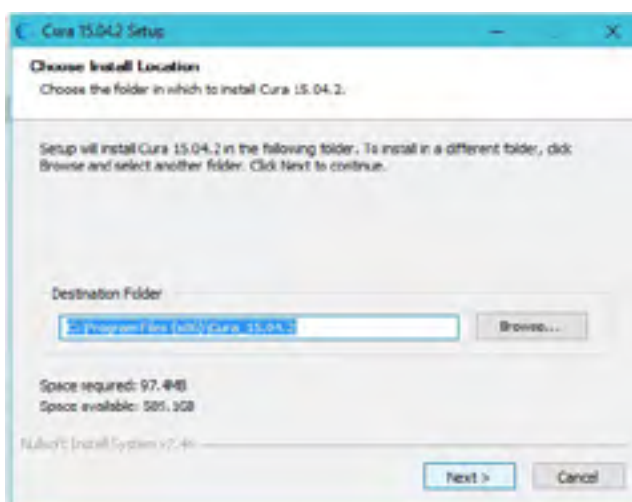 Cura 15.04.2 Setup
Choose Install Location
Choose the folder in which to install Cura 15.04.2.
Setup will install Cura 15.04.2 in the following folder. To install in a different folder, click
Browse and select another folder. Click Next to continue.
Destination Folder
C:\Program Files (x86)\Cura_15.04.2
Browse...
Space required: 97.4MB
Space available: 585.1GB
Nullsoft Install System
Next >
Cancel